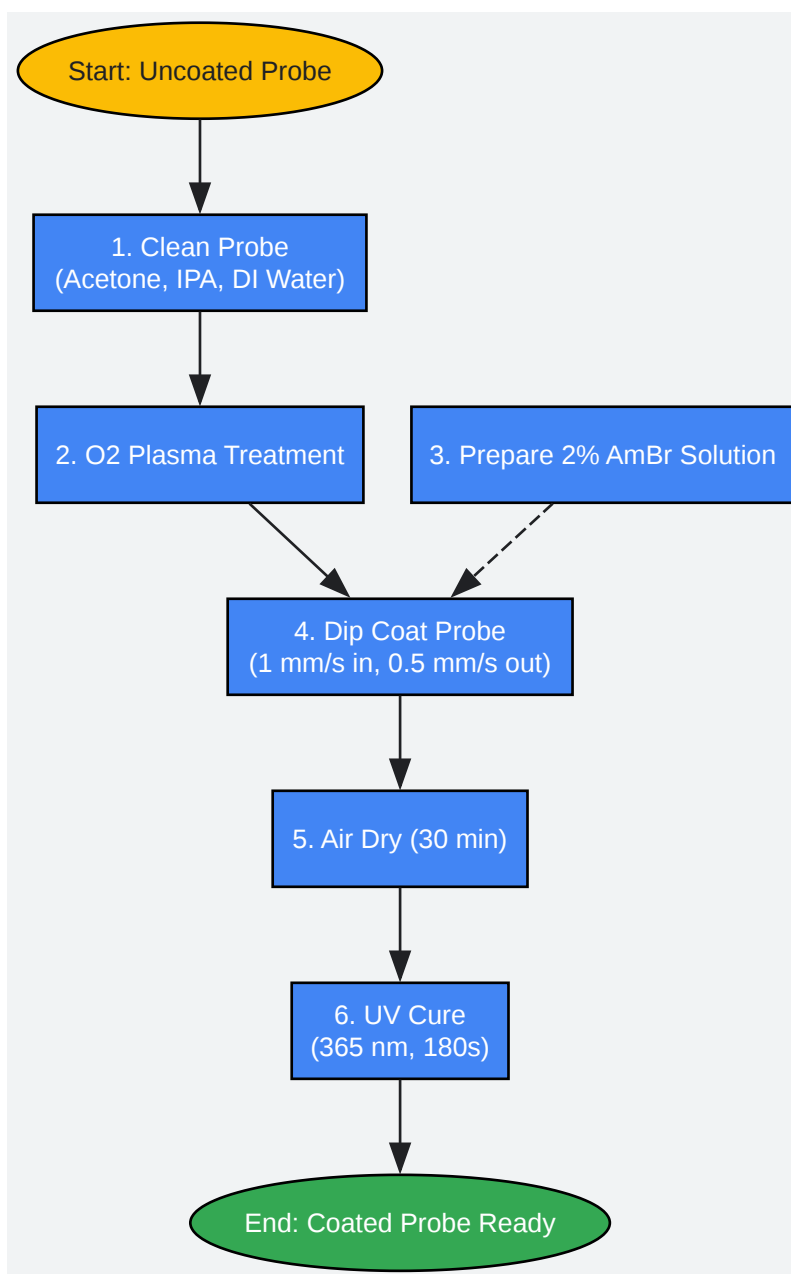 Start: Uncoated Probe
1. Clean Probe
(Acetone, IPA, DI Water)
2. O2 Plasma Treatment
3. Prepare 2% AmBr Solution
4. Dip Coat Probe
(1 mm/s in, 0.5 mm/s out)
5. Air Dry (30 min)
6. UV Cure
(365 nm, 180s)
End: Coated Probe Ready